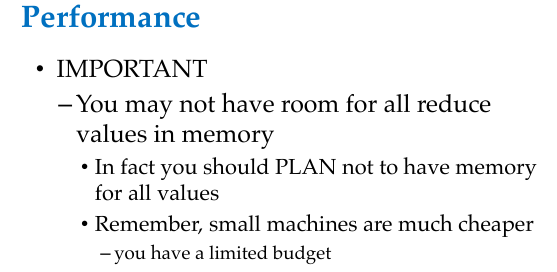 Performance
• IMPORTANT
– You may not have room for all reduce
values in memory
• In fact you should PLAN not to have memory
for all values
• Remember, small machines are much cheaper
– you have a limited budget